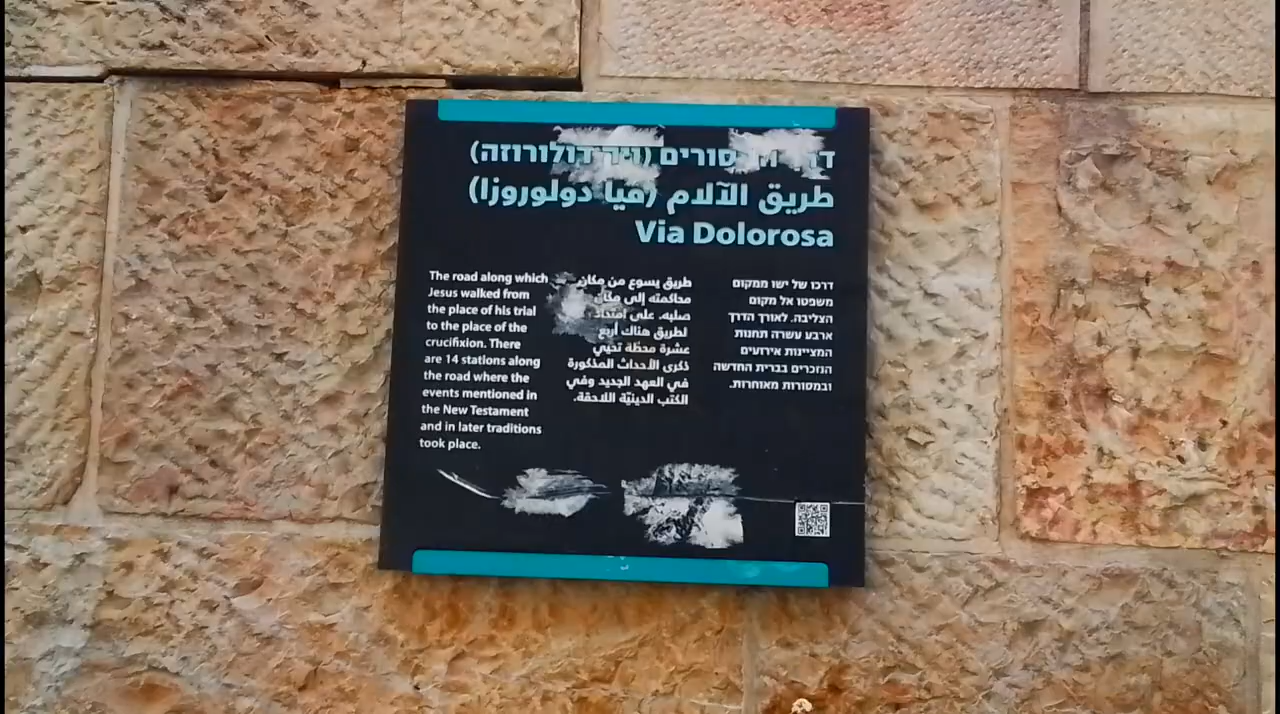 סורים (ויה דולורוזה)
طريق الآلام (فيا دولوروزا)
Via Dolorosa
The road along which
Jesus walked from
the place of his trial
to the place of the
crucifixion. There
are 14 stations along
the road where the
events mentioned in
the New Testament
and in later traditions
took place.
طريق يسوع من مكان
محاكمته إلى مكان
صلبه. على امتداد
لطريق هناك أربع
عشرة محطة تحيي
ذكرى الأحداث المذكورة
في العهد الجديد وفي
الكتب الدينيّة اللاحقة.
דרכו של ישו ממקום
משפטו אל מקום
הצליבה. לאורך הדרך
ארבע עשרה תחנות
המציינות אירועים
הנזכרים בברית החדשה
ובמסורות מאוחרות.